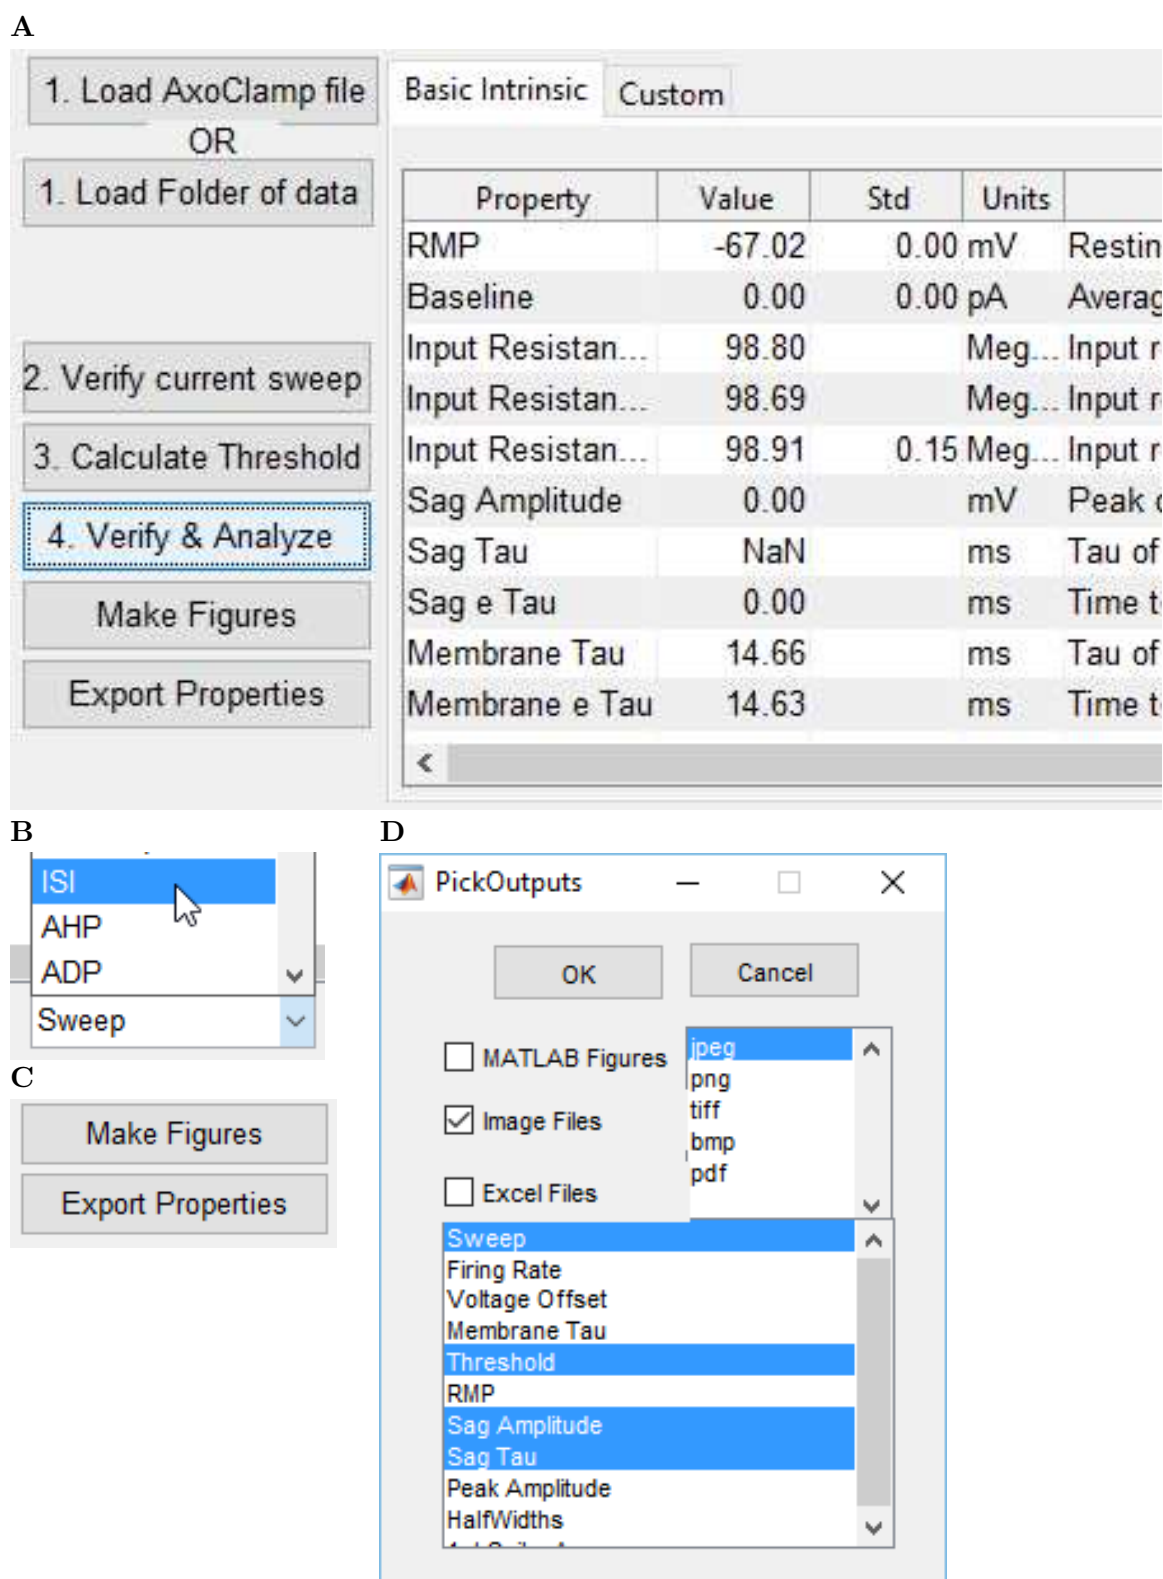 A
1. Load AxoClamp file
OR
1. Load Folder of data
2. Verify current sweep
3. Calculate Threshold
4. Verify & Analyze
Make Figures
Export Properties
Basic Intrinsic Custom
Property Value Std Units
RMP -67.02 0.00 mV Restin
Baseline 0.00 0.00 pA Averag
Input Resistan... 98.80 Meg... Input r
Input Resistan... 98.69 Meg... Input r
Input Resistan... 98.91 0.15 Meg... Input r
Sag Amplitude 0.00 mV Peak
Sag Tau NaN ms Tau of
Sag e Tau 0.00 ms Time t
Membrane Tau 14.66 ms Tau of
Membrane e Tau 14.63 ms Time t
B
ISI
AHP
ADP
Sweep
C
Make Figures
Export Properties
D
PickOutputs
OK Cancel
MATLAB Figures
Image Files
Excel Files
jpeg
png
tiff
bmp
pdf
Sweep
Firing Rate
Voltage Offset
Membrane Tau
Threshold
RMP
Sag Amplitude
Sag Tau
Peak Amplitude
HalfWidths